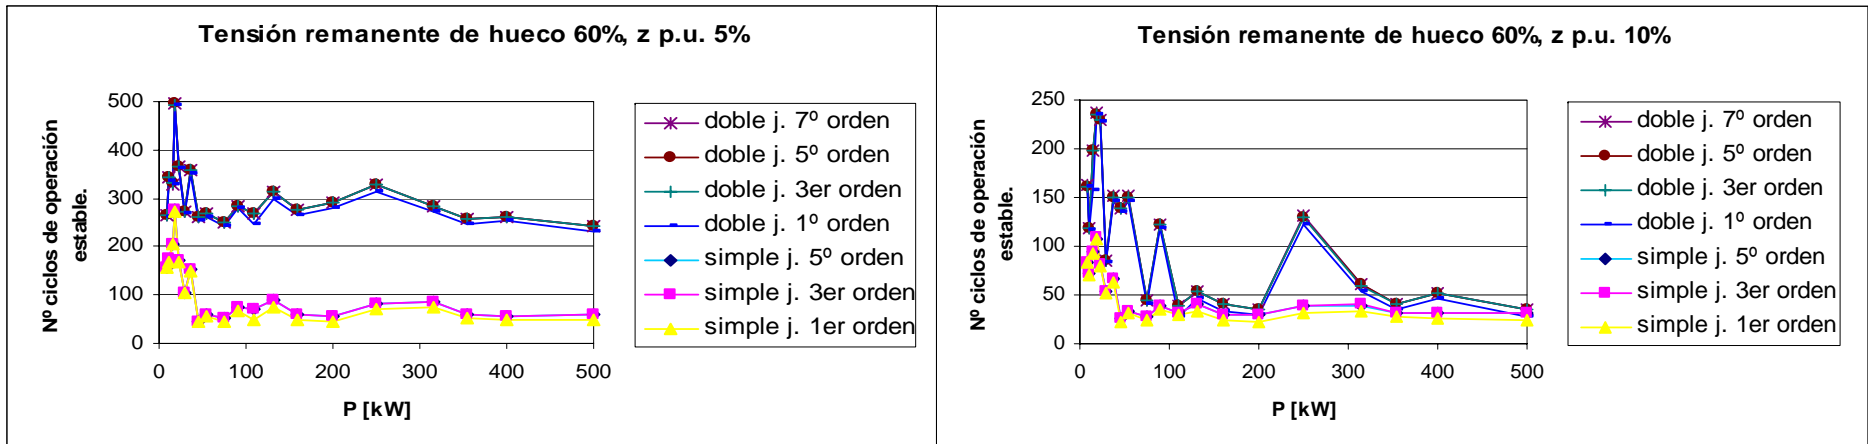 Tensión remanente de hueco 60%, z p.u. 5%
Nº ciclos de operación
estable.
500
400
300
200
100
0
0 100 200 300 400 500
P [kW]
doble j. 7º orden
doble j. 5º orden
doble j. 3er orden
doble j. 1º orden
simple j. 5º orden
simple j. 3er orden
simple j. 1er orden
Tensión remanente de hueco 60%, z p.u. 10%
Nº ciclos de operación
estable.
250
200
150
100
50
0
0 100 200 300 400 500
P [kW]
doble j. 7º orden
doble j. 5º orden
doble j. 3er orden
doble j. 1º orden
simple j. 5º orden
simple j. 3er orden
simple j. 1er orden